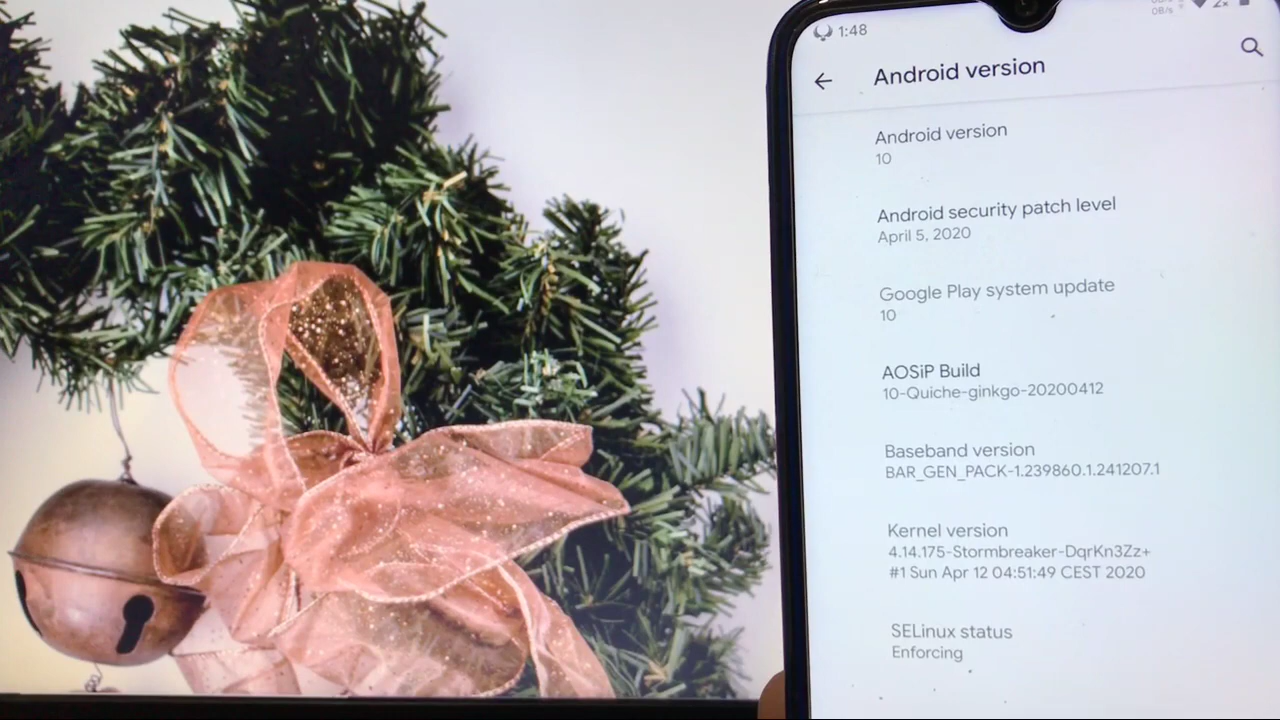 1:48
0B/s
2x
Android version
Android version
10
Android security patch level
April 5, 2020
Google Play system update
10
AOSiP Build
10-Quiche-ginkgo-20200412
Baseband version
BAR_GEN_PACK-1.239860.1.241207.1
Kernel version
4.14.175-Stormbreaker-DqrKn3Zz+
#1 Sun Apr 12 04:51:49 CEST 2020
SELinux status
Enforcing